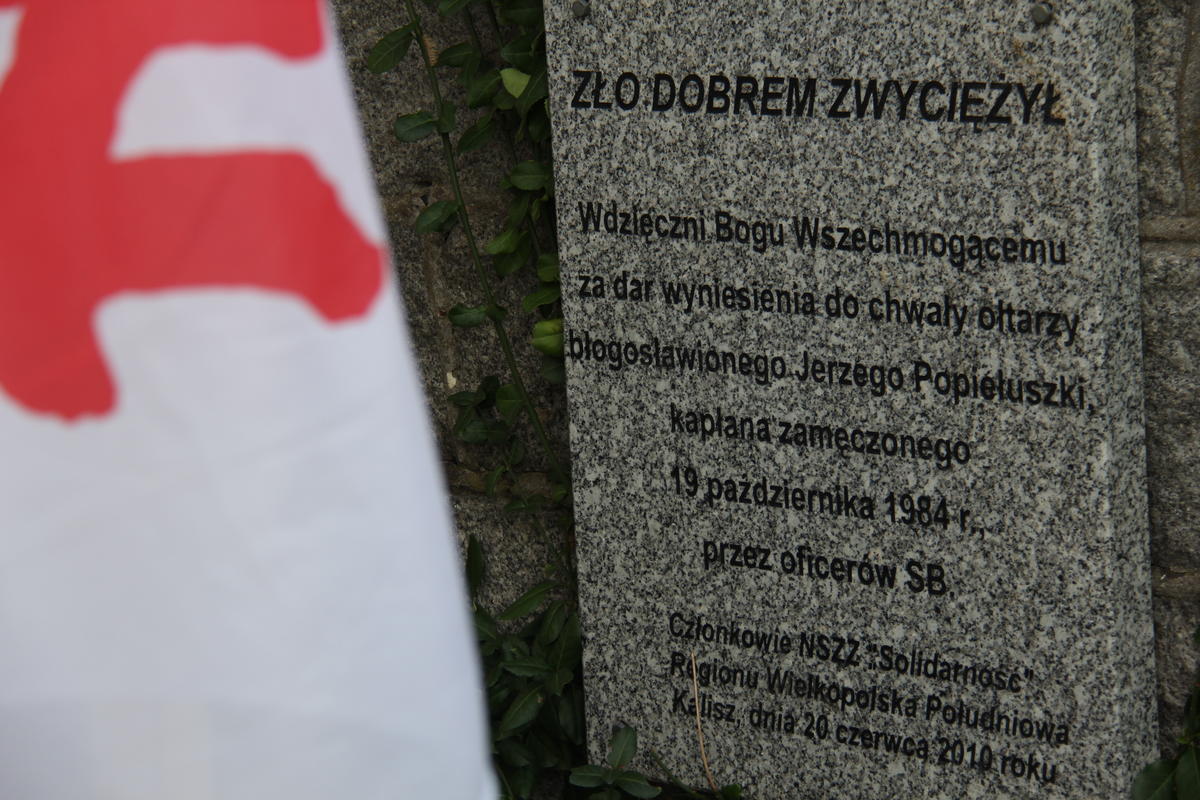 ZŁO DOBREM ZWYCIĘŻYŁ
Wdzięczni Bogu Wszechmogącemu
za dar wyniesienia do chwały ołtarzy
błogosławionego Jerzego Popiełuszki,
kapłana zamęczonego
19 października 1984 r.,
przez oficerów SB.
Członkowie NSZZ "Solidarność"
Regionu Wielkopolska Południowa
Kalisz, dnia 20 czerwca 2010 roku